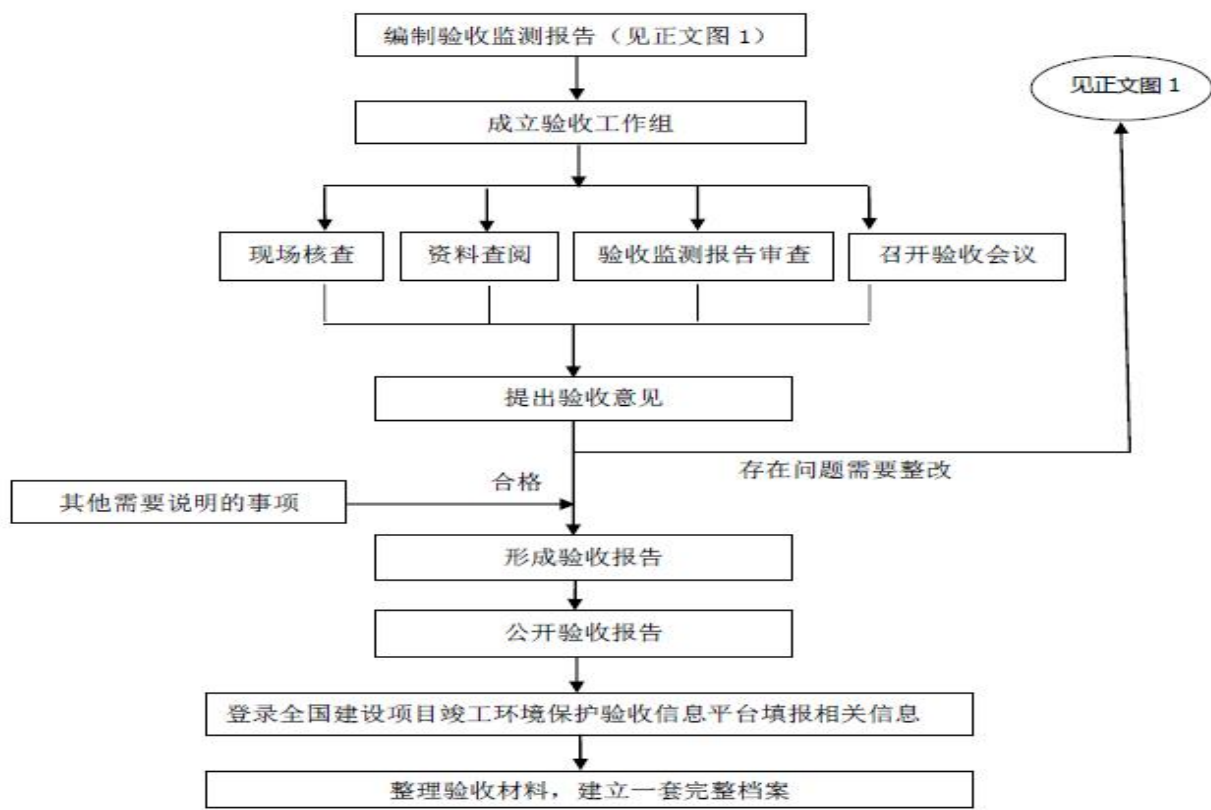 编制验收监测报告（见正文图1）
见正文图1
成立验收工作组
现场核查
资料查阅
验收监测报告审查
召开验收会议
提出验收意见
存在问题需要整改
合格
其他需要说明的事项
形成验收报告
公开验收报告
登录全国建设项目竣工环境保护验收信息平台填报相关信息
整理验收材料，建立一套完整档案